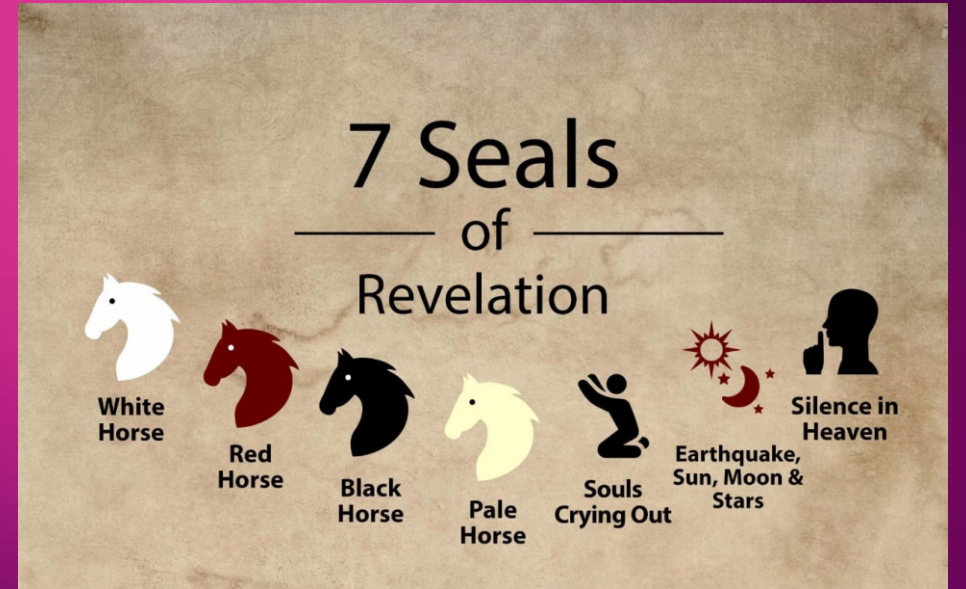 7 Seals
of
Revelation
White
Horse
Red
Horse
Black
Horse
Pale
Horse
Souls
Crying Out
Earthquake,
Sun, Moon &
Stars
Silence in
Heaven